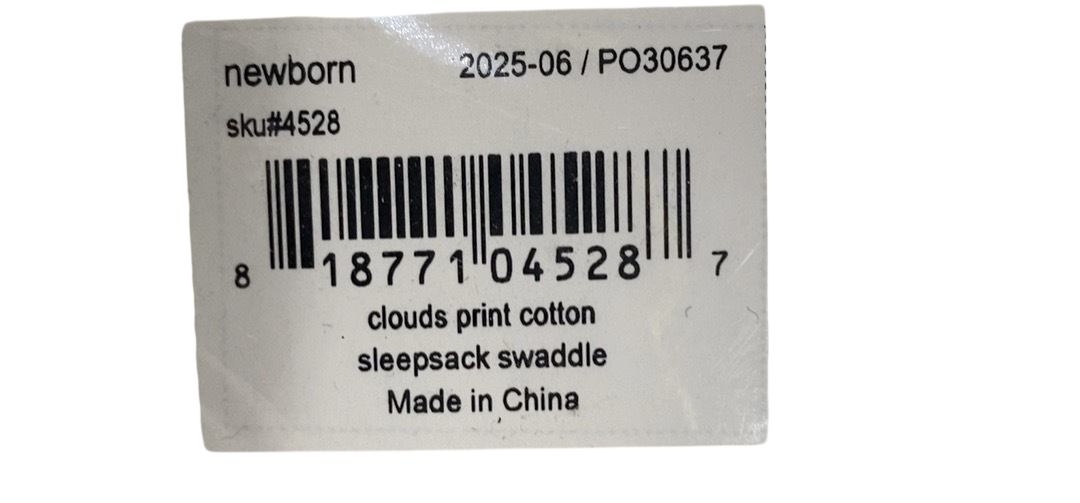 newborn 2025-06 / PO30637
sku#4528
8 18771 04528 7
clouds print cotton
sleepsack swaddle
Made in China